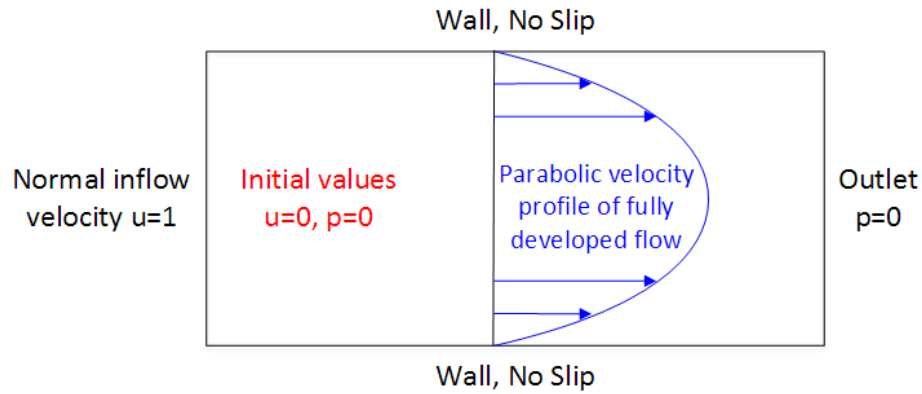 Wall, No Slip
Normal inflow
velocity u=1
Initial values
u=0, p=0
Parabolic velocity
profile of fully
developed flow
Outlet
p=0
Wall, No Slip